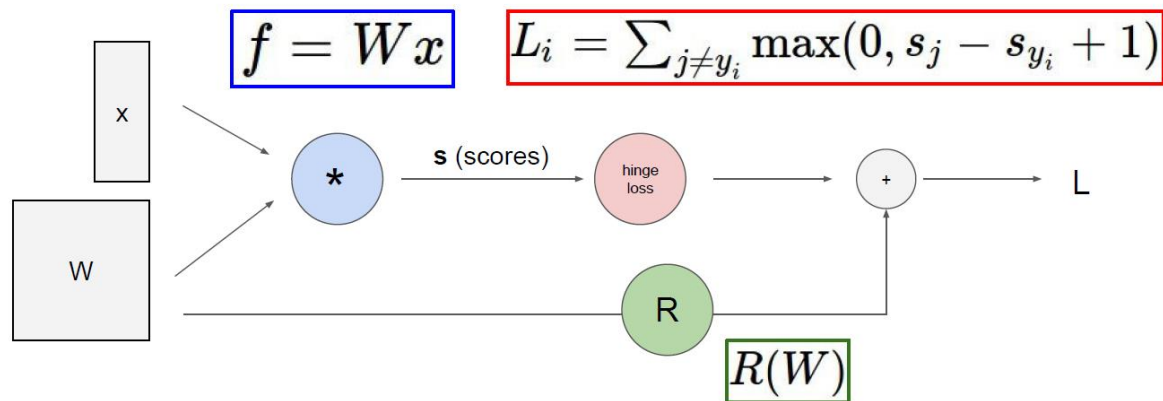 f = Wx
L_i = ∑_{j≠y_i} max(0, s_j − s_{y_i} + 1)
x
W
*
s (scores)
hinge
loss
+
L
R
R(W)